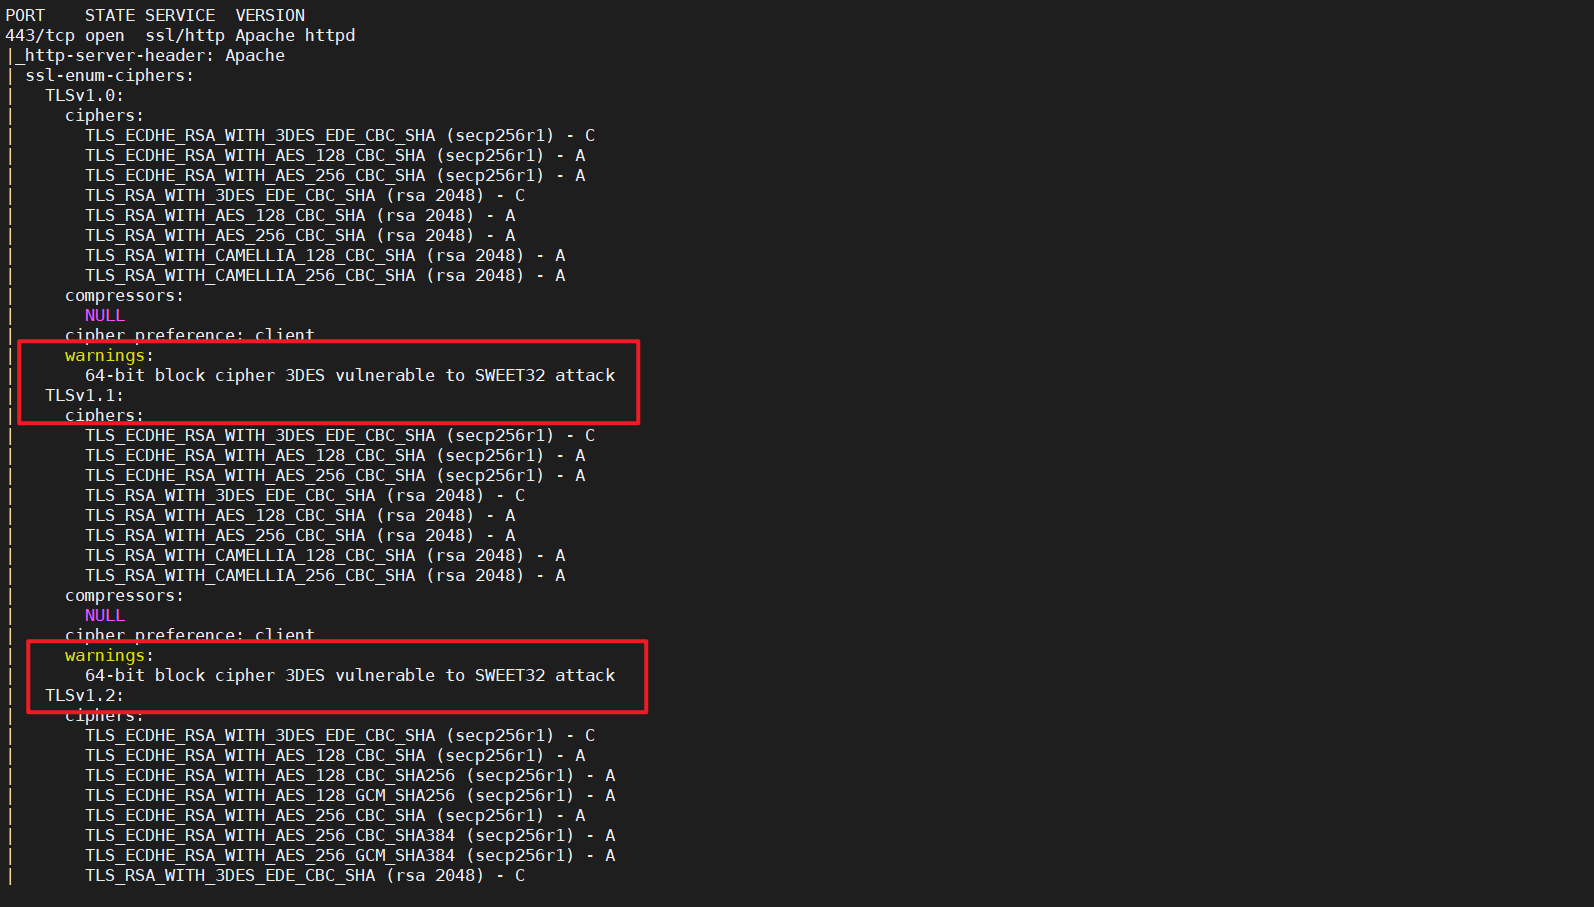 PORT    STATE SERVICE  VERSION
443/tcp open  ssl/http Apache httpd
|_http-server-header: Apache
| ssl-enum-ciphers:
|   TLSv1.0:
|     ciphers:
|       TLS_ECDHE_RSA_WITH_3DES_EDE_CBC_SHA (secp256r1) - C
|       TLS_ECDHE_RSA_WITH_AES_128_CBC_SHA (secp256r1) - A
|       TLS_ECDHE_RSA_WITH_AES_256_CBC_SHA (secp256r1) - A
|       TLS_RSA_WITH_3DES_EDE_CBC_SHA (rsa 2048) - C
|       TLS_RSA_WITH_AES_128_CBC_SHA (rsa 2048) - A
|       TLS_RSA_WITH_AES_256_CBC_SHA (rsa 2048) - A
|       TLS_RSA_WITH_CAMELLIA_128_CBC_SHA (rsa 2048) - A
|       TLS_RSA_WITH_CAMELLIA_256_CBC_SHA (rsa 2048) - A
|     compressors:
|       NULL
|     cipher preference: client
|     warnings:
|       64-bit block cipher 3DES vulnerable to SWEET32 attack
|   TLSv1.1:
|     ciphers:
|       TLS_ECDHE_RSA_WITH_3DES_EDE_CBC_SHA (secp256r1) - C
|       TLS_ECDHE_RSA_WITH_AES_128_CBC_SHA (secp256r1) - A
|       TLS_ECDHE_RSA_WITH_AES_256_CBC_SHA (secp256r1) - A
|       TLS_RSA_WITH_3DES_EDE_CBC_SHA (rsa 2048) - C
|       TLS_RSA_WITH_AES_128_CBC_SHA (rsa 2048) - A
|       TLS_RSA_WITH_AES_256_CBC_SHA (rsa 2048) - A
|       TLS_RSA_WITH_CAMELLIA_128_CBC_SHA (rsa 2048) - A
|       TLS_RSA_WITH_CAMELLIA_256_CBC_SHA (rsa 2048) - A
|     compressors:
|       NULL
|     cipher preference: client
|     warnings:
|       64-bit block cipher 3DES vulnerable to SWEET32 attack
|   TLSv1.2:
|     ciphers:
|       TLS_ECDHE_RSA_WITH_3DES_EDE_CBC_SHA (secp256r1) - C
|       TLS_ECDHE_RSA_WITH_AES_128_CBC_SHA (secp256r1) - A
|       TLS_ECDHE_RSA_WITH_AES_128_CBC_SHA256 (secp256r1) - A
|       TLS_ECDHE_RSA_WITH_AES_128_GCM_SHA256 (secp256r1) - A
|       TLS_ECDHE_RSA_WITH_AES_256_CBC_SHA (secp256r1) - A
|       TLS_ECDHE_RSA_WITH_AES_256_CBC_SHA384 (secp256r1) - A
|       TLS_ECDHE_RSA_WITH_AES_256_GCM_SHA384 (secp256r1) - A
|       TLS_RSA_WITH_3DES_EDE_CBC_SHA (rsa 2048) - C